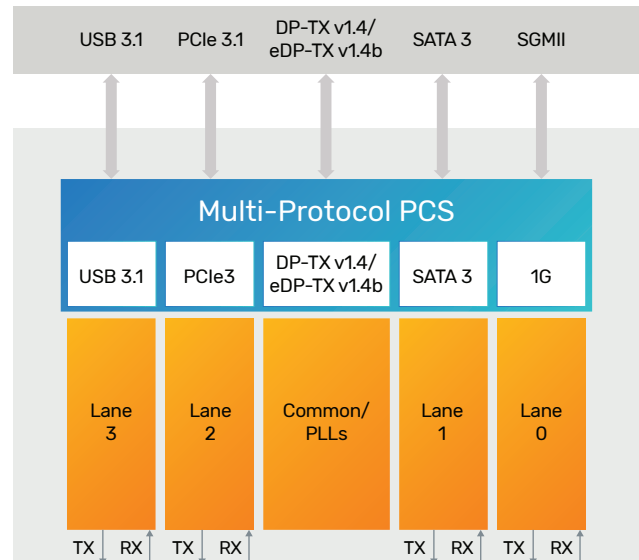 USB 3.1 PCIe 3.1 DP-TX v1.4/ SATA 3 SGMII
eDP-TX v1.4b
Multi-Protocol PCS
USB 3.1 PCIe3 DP-TX v1.4/ SATA 3 1G
eDP-TX v1.4b
Lane Lane Common/ Lane Lane
3 2 PLLs 1 0
TX RX TX RX TX RX TX RX